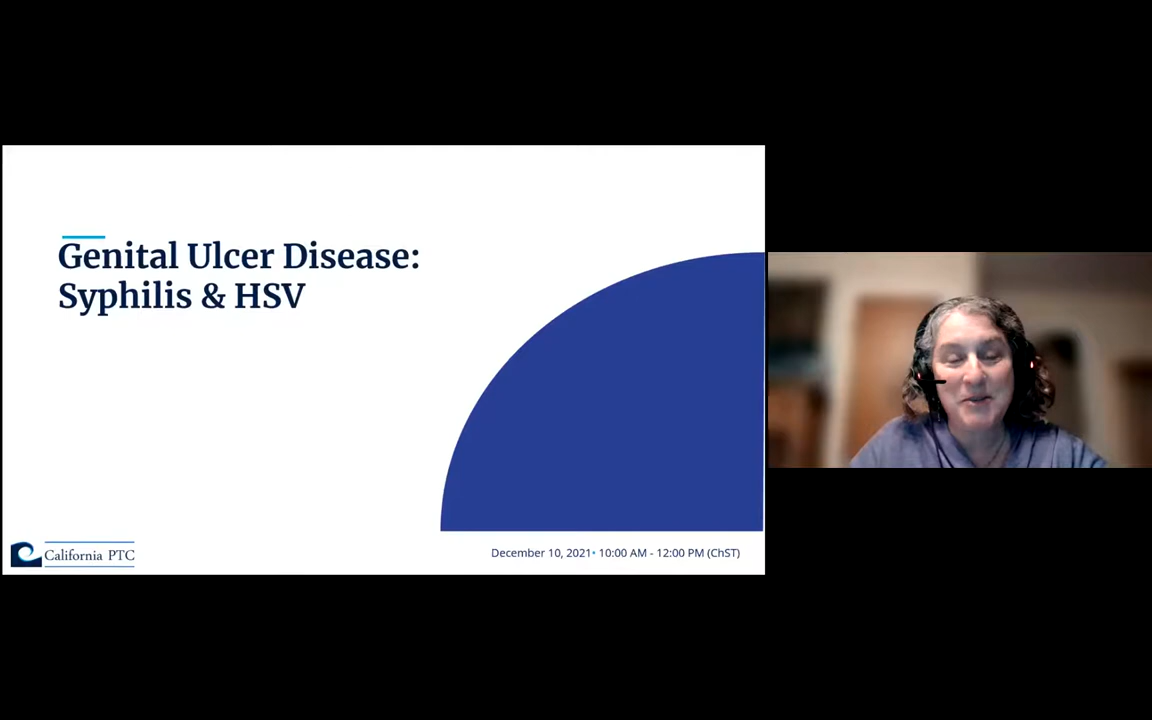 Genital Ulcer Disease:
Syphilis & HSV
California PTC
December 10, 2021• 10:00 AM - 12:00 PM (ChST)